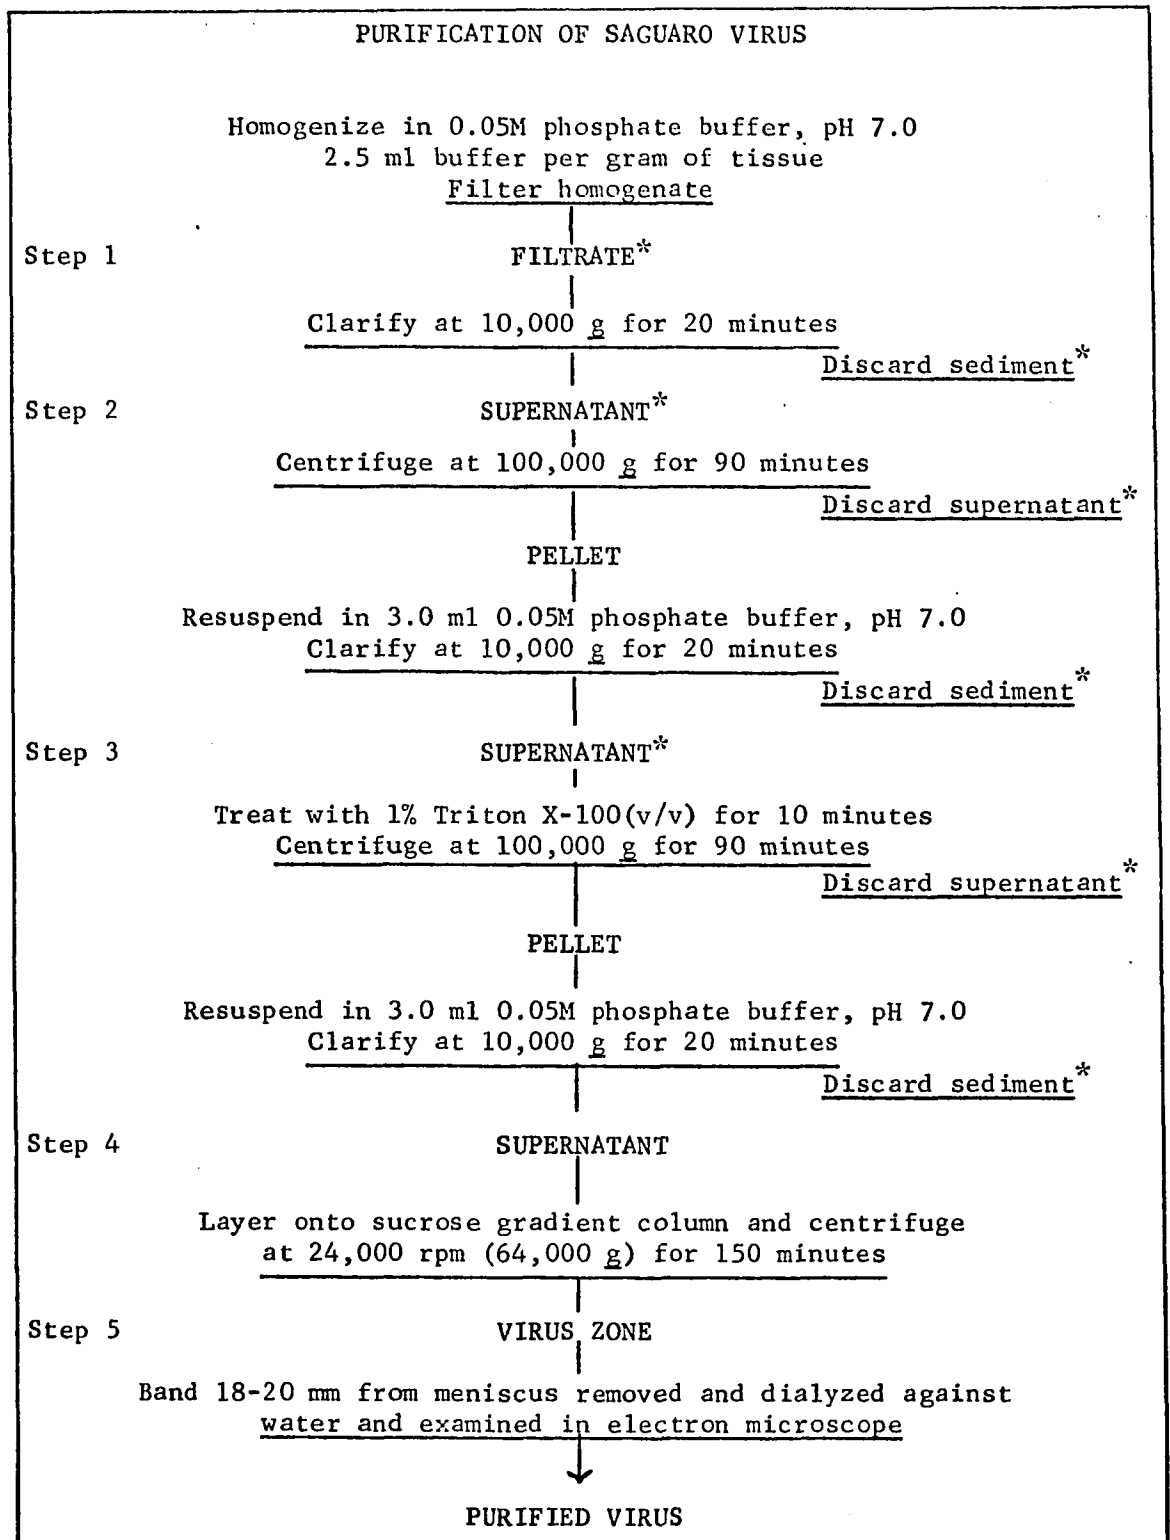 PURIFICATION OF SAGUARO VIRUS
Homogenize in 0.05M phosphate buffer, pH 7.0
2.5 ml buffer per gram of tissue
Filter homogenate
Step 1 FILTRATE*
Clarify at 10,000 g for 20 minutes
Discard sediment*
Step 2 SUPERNATANT*
Centrifuge at 100,000 g for 90 minutes
Discard supernatant*
PELLET
Resuspend in 3.0 ml 0.05M phosphate buffer, pH 7.0
Clarify at 10,000 g for 20 minutes
Discard sediment*
Step 3 SUPERNATANT*
Treat with 1% Triton X-100(v/v) for 10 minutes
Centrifuge at 100,000 g for 90 minutes
Discard supernatant*
PELLET
Resuspend in 3.0 ml 0.05M phosphate buffer, pH 7.0
Clarify at 10,000 g for 20 minutes
Discard sediment*
Step 4 SUPERNATANT
Layer onto sucrose gradient column and centrifuge
at 24,000 rpm (64,000 g) for 150 minutes
Step 5 VIRUS ZONE
Band 18-20 mm from meniscus removed and dialyzed against
water and examined in electron microscope
PURIFIED VIRUS